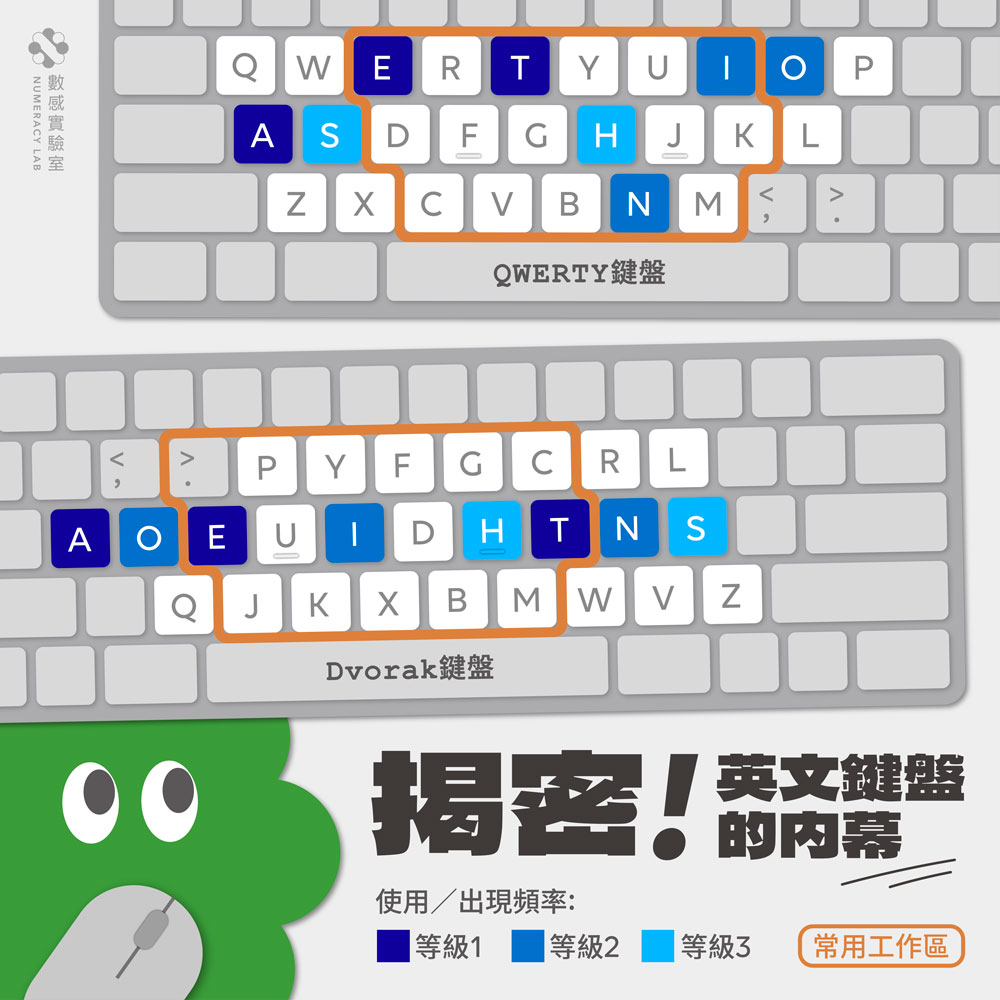 數感實驗室
NUMERACY LAB
Q W E R T Y U I O P
A S D F G H J K L
Z X C V B N M < , > .
QWERTY鍵盤
< , > . P Y F G C R L
A O E U I D H T N S
Q J K X B M W V Z
Dvorak鍵盤
揭密!英文鍵盤
的內幕
使用／出現頻率:
等級1 等級2 等級3
常用工作區